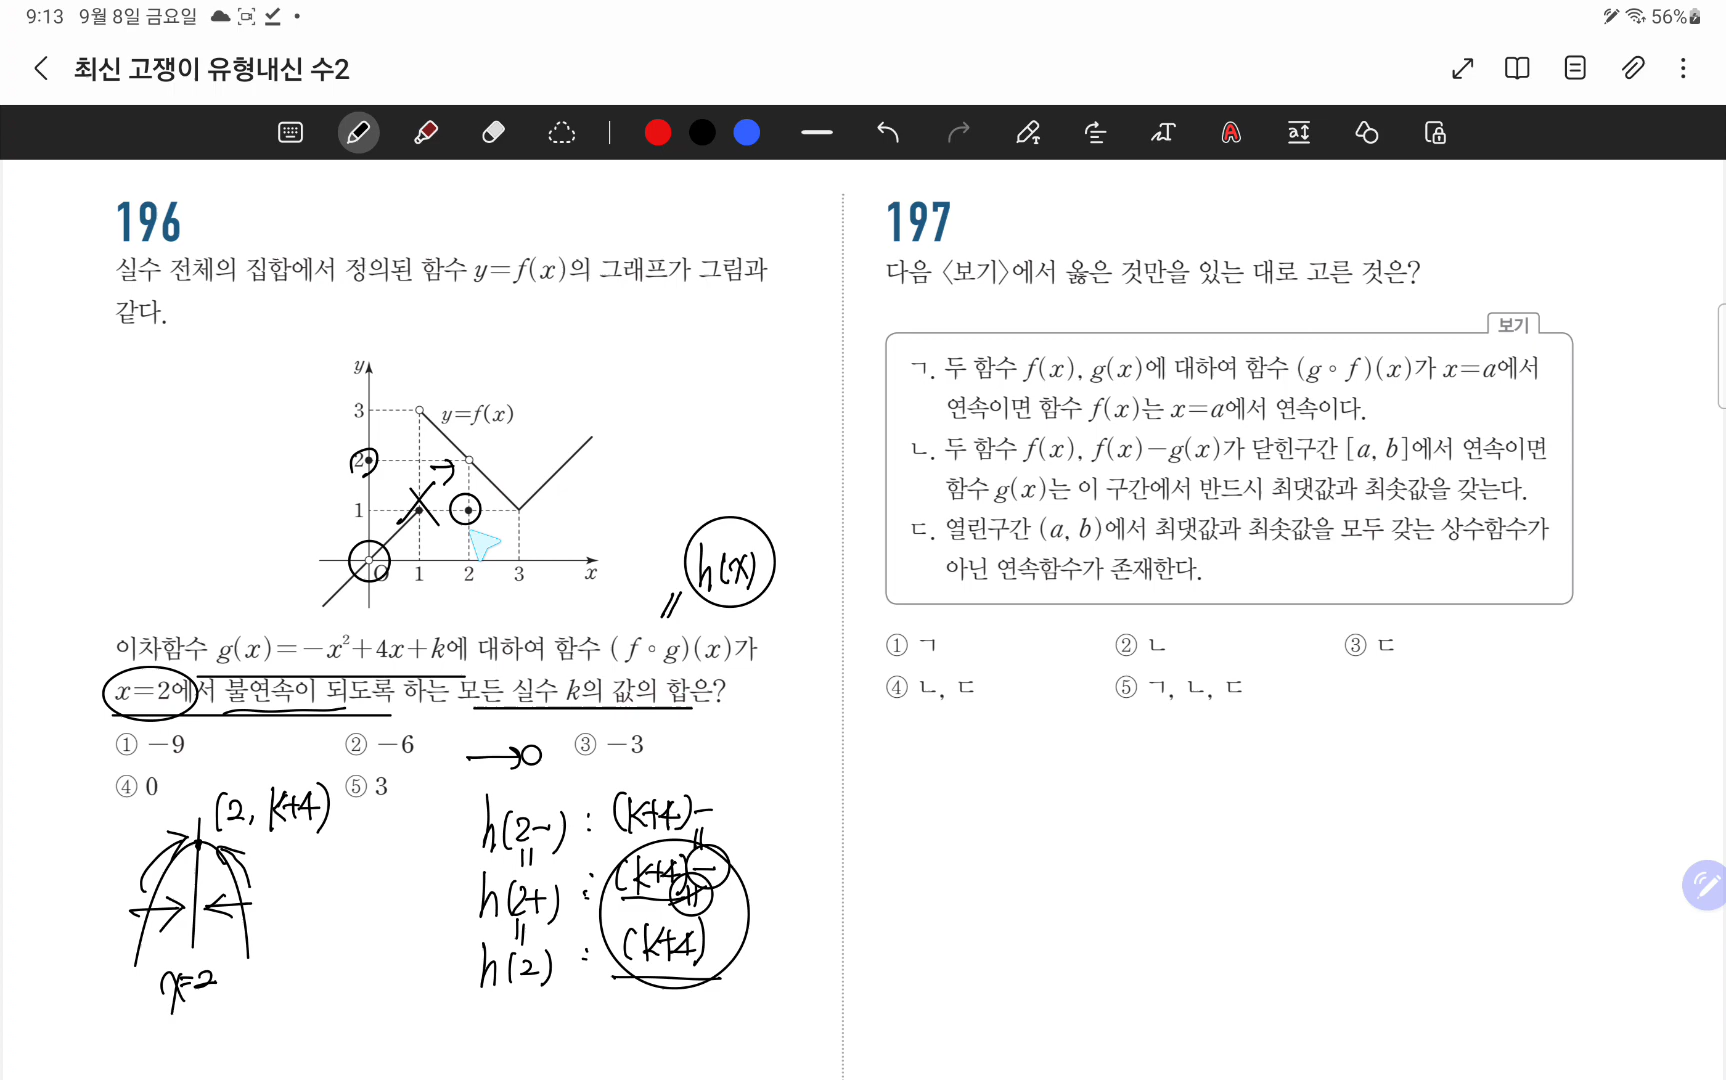 9:13 9월 8일 금요일
56%
최신 고쟁이 유형내신 수2
196
실수 전체의 집합에서 정의된 함수 y=f(x)의 그래프가 그림과
같다.
y
3
y=f(x)
2
1
O 1 2 3 x
h(x)
이차함수 g(x)=-x²+4x+k에 대하여 함수 (f∘g)(x)가
x=2에서 불연속이 되도록 하는 모든 실수 k의 값의 합은?
① -9 ② -6 ③ -3
④ 0 ⑤ 3
(2, k+4)
x=2
h(2-) : (k+4)-
h(2+) : (k+4)-
h(2) : (k+4)
197
다음 〈보기〉에서 옳은 것만을 있는 대로 고른 것은?
보기
ㄱ. 두 함수 f(x), g(x)에 대하여 함수 (g∘f)(x)가 x=a에서
연속이면 함수 f(x)는 x=a에서 연속이다.
ㄴ. 두 함수 f(x), f(x)-g(x)가 닫힌구간 [a, b]에서 연속이면
함수 g(x)는 이 구간에서 반드시 최댓값과 최솟값을 갖는다.
ㄷ. 열린구간 (a, b)에서 최댓값과 최솟값을 모두 갖는 상수함수가
아닌 연속함수가 존재한다.
① ㄱ ② ㄴ ③ ㄷ
④ ㄴ, ㄷ ⑤ ㄱ, ㄴ, ㄷ